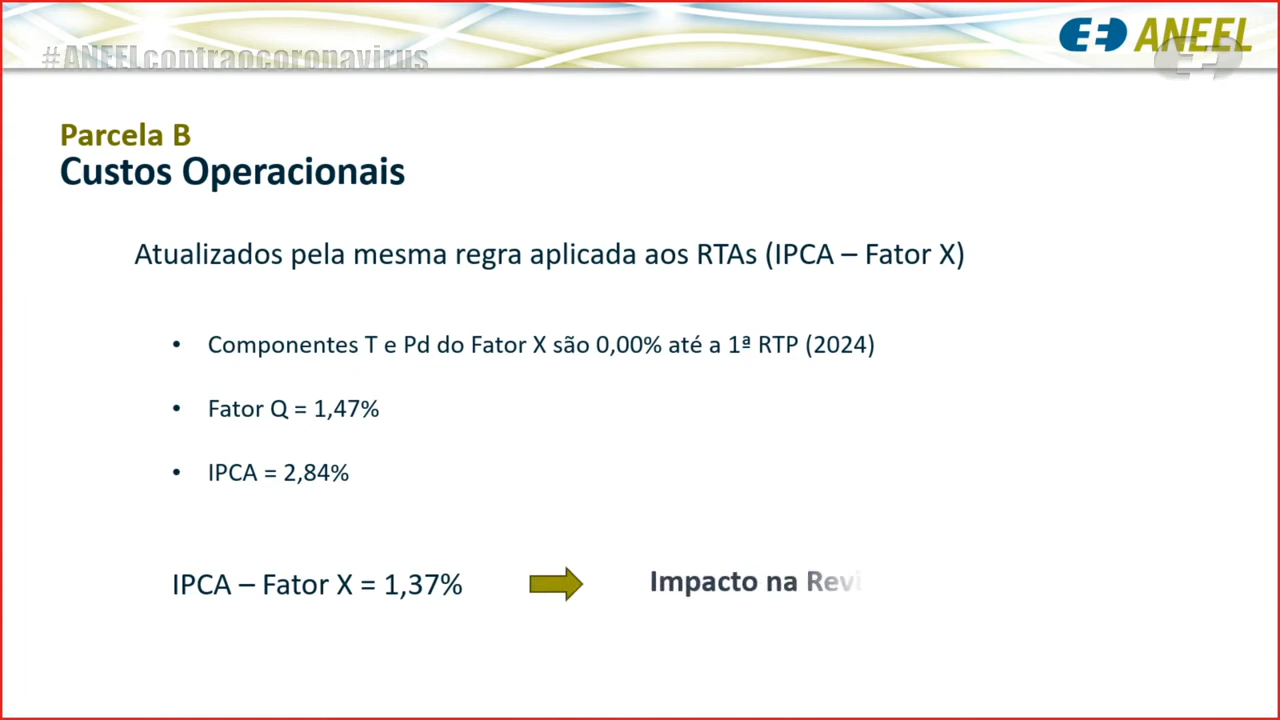 #ANEELcontraocoronavirus
ANEEL
Parcela B
Custos Operacionais
Atualizados pela mesma regra aplicada aos RTAs (IPCA – Fator X)
• Componentes T e Pd do Fator X são 0,00% até a 1ª RTP (2024)
• Fator Q = 1,47%
• IPCA = 2,84%
IPCA – Fator X = 1,37%
Impacto na Revi